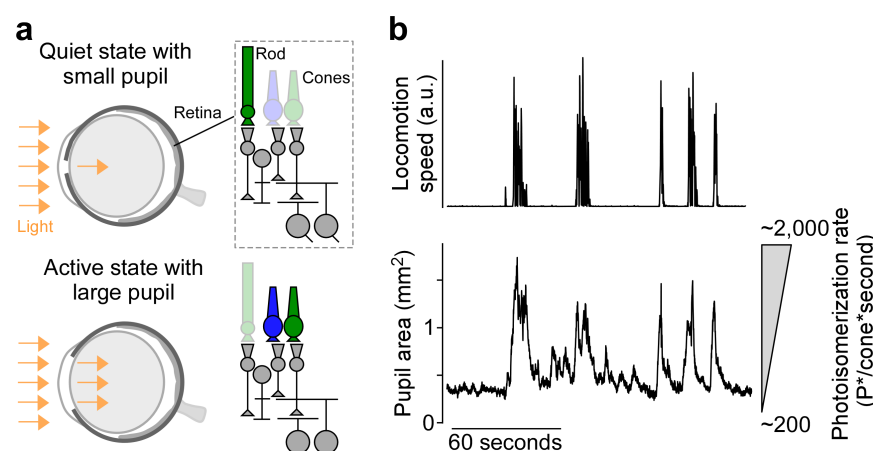 a
Quiet state with
small pupil
Rod
Cones
Retina
Light
Active state with
large pupil
b
Locomotion
speed (a.u.)
Pupil area (mm²)
1
0
60 seconds
~2,000
~200
Photoisomerization rate
(P*/cone*second)